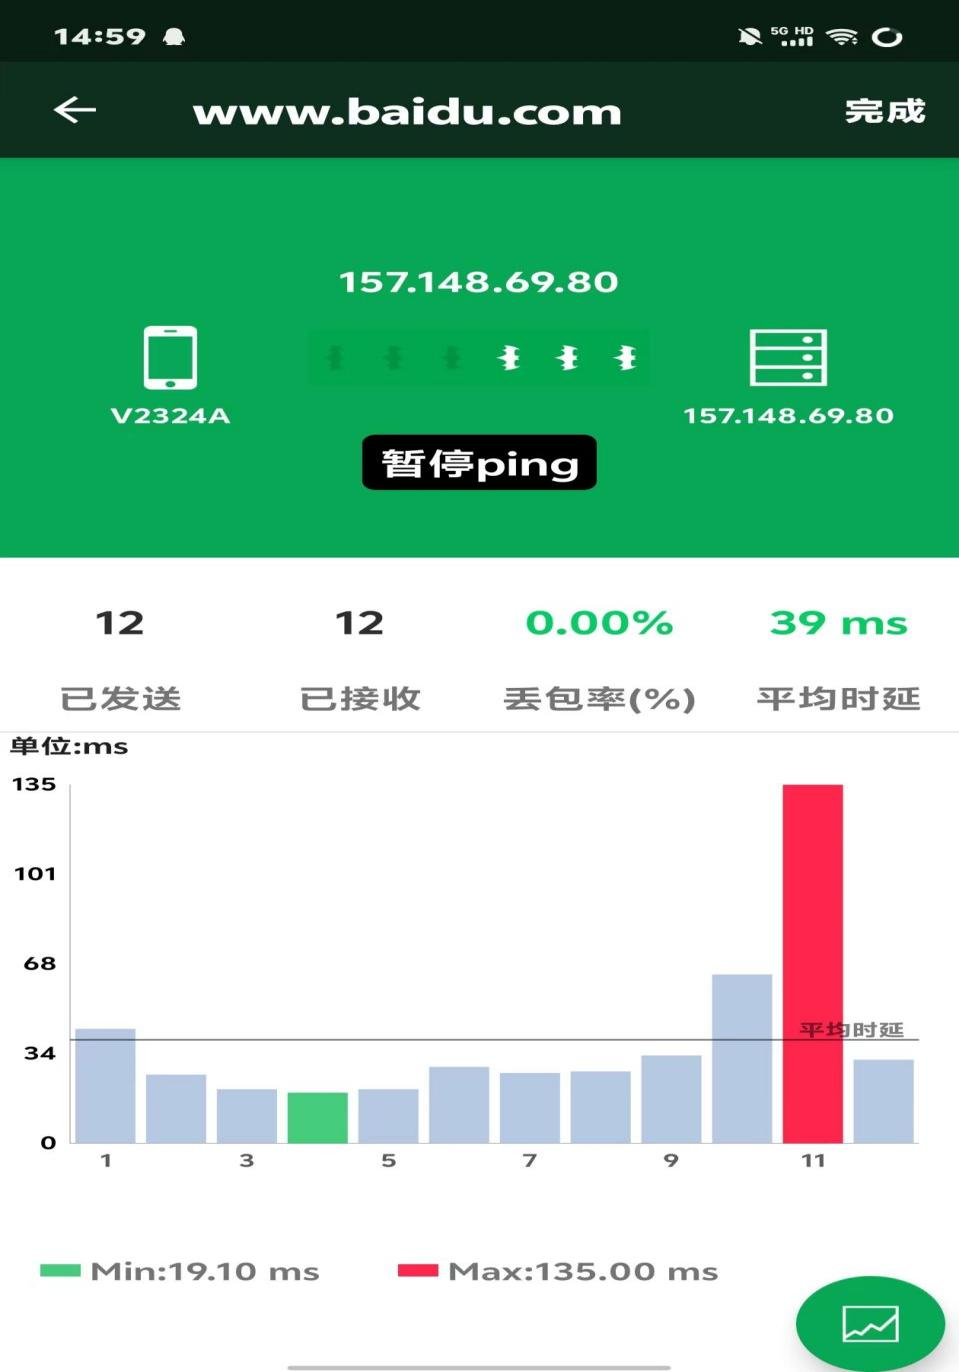 14:59 5G HD
www.baidu.com 完成
157.148.69.80
V2324A 157.148.69.80
暂停ping
12 12 0.00% 39 ms
已发送 已接收 丢包率(%) 平均时延
单位:ms
135
101
68
平均时延
34
0
1 3 5 7 9 11
Min:19.10 ms Max:135.00 ms